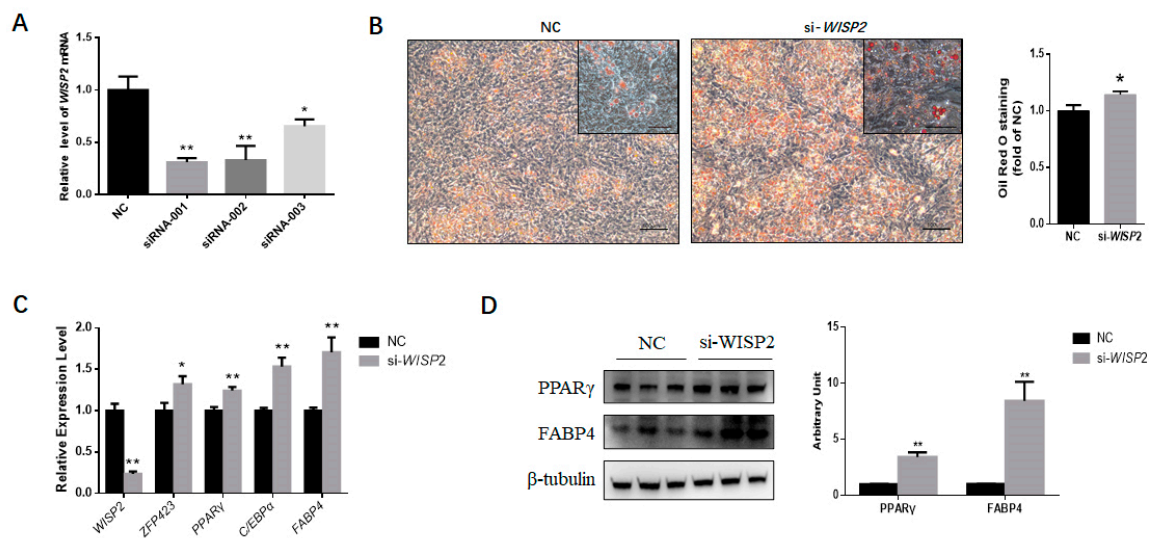 A
Relative level of WISP2 mRNA
1.5
1.0
0.5
0.0
**
**
*
NC
siRNA-001
siRNA-002
siRNA-003
B
NC
si-WISP2
Oil Red O staining
(fold of NC)
1.5
1.0
0.5
0.0
*
NC
si-WISP2
C
Relative Expression Level
2.0
1.5
1.0
0.5
0.0
**
*
**
**
**
NC
si-WISP2
WISP2
ZFP423
PPARγ
C/EBPα
FABP4
D
NC
si-WISP2
PPARγ
FABP4
β-tubulin
Arbitrary Unit
15
10
5
0
**
**
NC
si-WISP2
PPARγ
FABP4